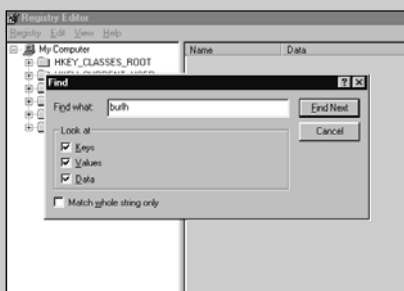 Registry Editor
Registry Edit View Help
My Computer
Name Data
HKEY_CLASSES_ROOT
HKEY_CURRENT_USER
Find
Find what: burlh Find Next
Look at Cancel
Keys
Values
Data
Match whole string only